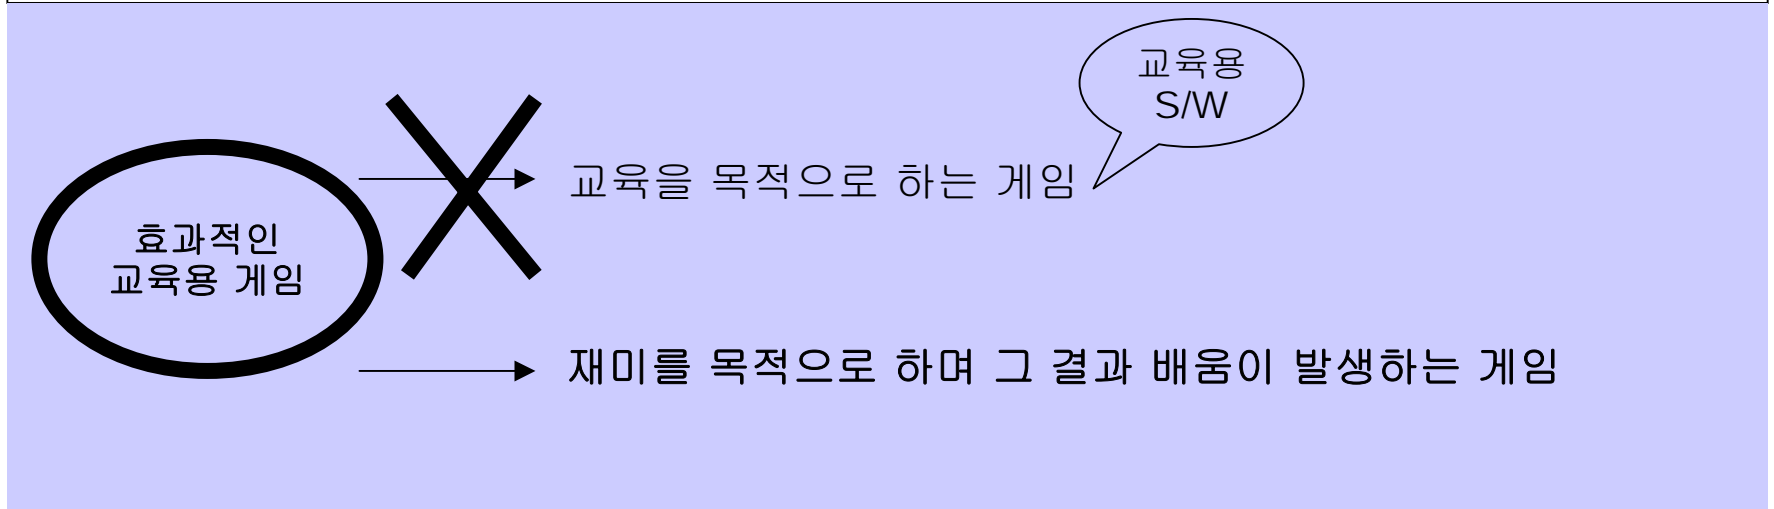 교육용
S/W
교육을 목적으로 하는 게임
효과적인
교육용 게임
재미를 목적으로 하며 그 결과 배움이 발생하는 게임